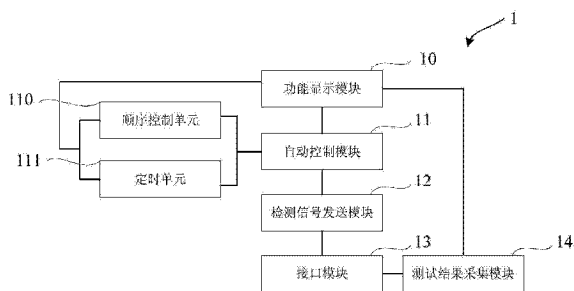 1
10
功能显示模块
110
顺序控制单元
11
自动控制模块
111
定时单元
12
检测信号发送模块
13
接口模块
14
测试结果采集模块